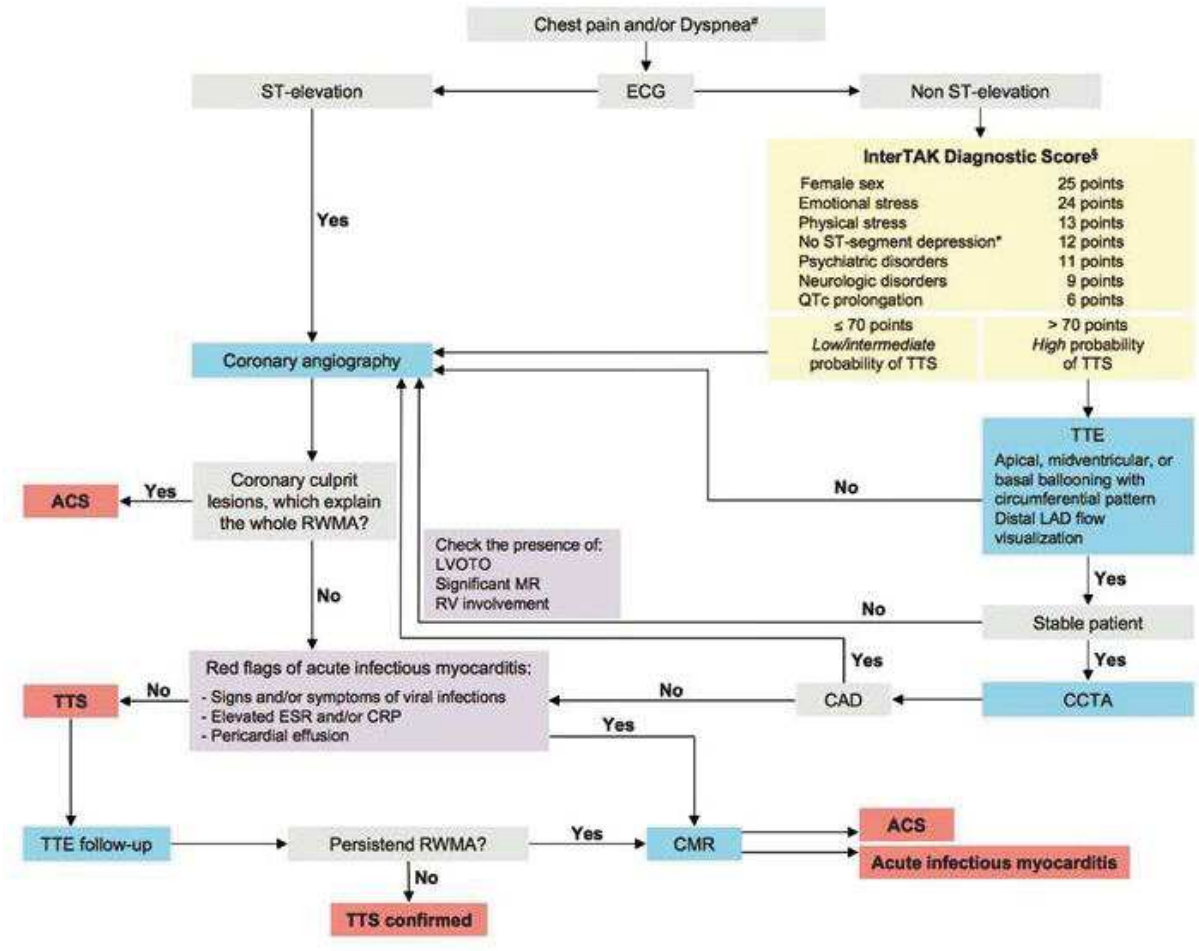 Chest pain and/or Dyspnea#
ST-elevation
ECG
Non ST-elevation
InterTAK Diagnostic Score§
Female sex 25 points
Emotional stress 24 points
Physical stress 13 points
No ST-segment depression* 12 points
Psychiatric disorders 11 points
Neurologic disorders 9 points
QTc prolongation 6 points
≤ 70 points
Low/intermediate
probability of TTS
> 70 points
High probability
of TTS
Yes
Coronary angiography
TTE
Apical, midventricular, or
basal ballooning with
circumferential pattern
Distal LAD flow
visualization
No
Coronary culprit
lesions, which explain
the whole RWMA?
Yes
ACS
Check the presence of:
LVOTO
Significant MR
RV involvement
No
Yes
No
Stable patient
Yes
Yes
Red flags of acute infectious myocarditis:
- Signs and/or symptoms of viral infections
- Elevated ESR and/or CRP
- Pericardial effusion
No
TTS
No
CAD
CCTA
Yes
TTE follow-up
Persistend RWMA?
Yes
CMR
ACS
Acute infectious myocarditis
No
TTS confirmed